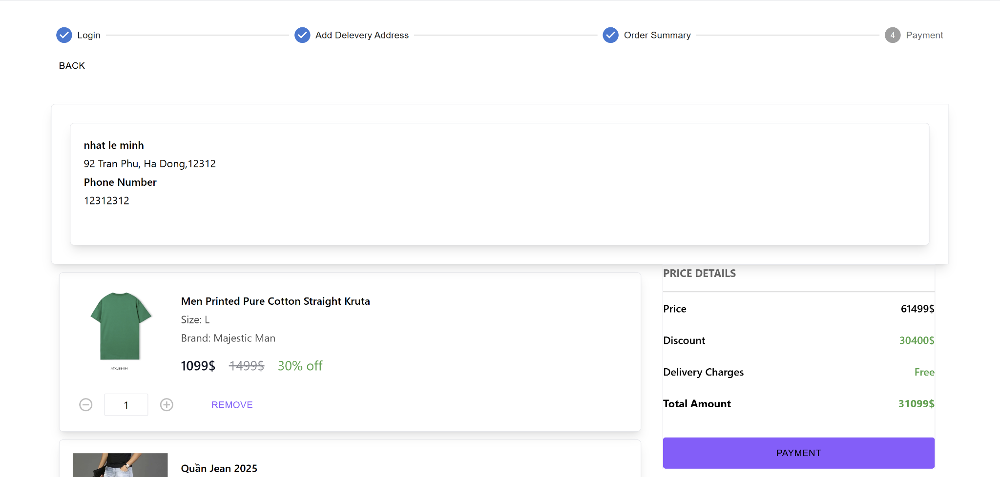 Login
Add Delevery Address
Order Summary
4 Payment
BACK
nhat le minh
92 Tran Phu, Ha Dong,12312
Phone Number
12312312
Men Printed Pure Cotton Straight Kruta
Size: L
Brand: Majestic Man
1099$ 1499$ 30% off
ATXL88494
1 REMOVE
Quần Jean 2025
PRICE DETAILS
Price 61499$
Discount 30400$
Delivery Charges Free
Total Amount 31099$
PAYMENT